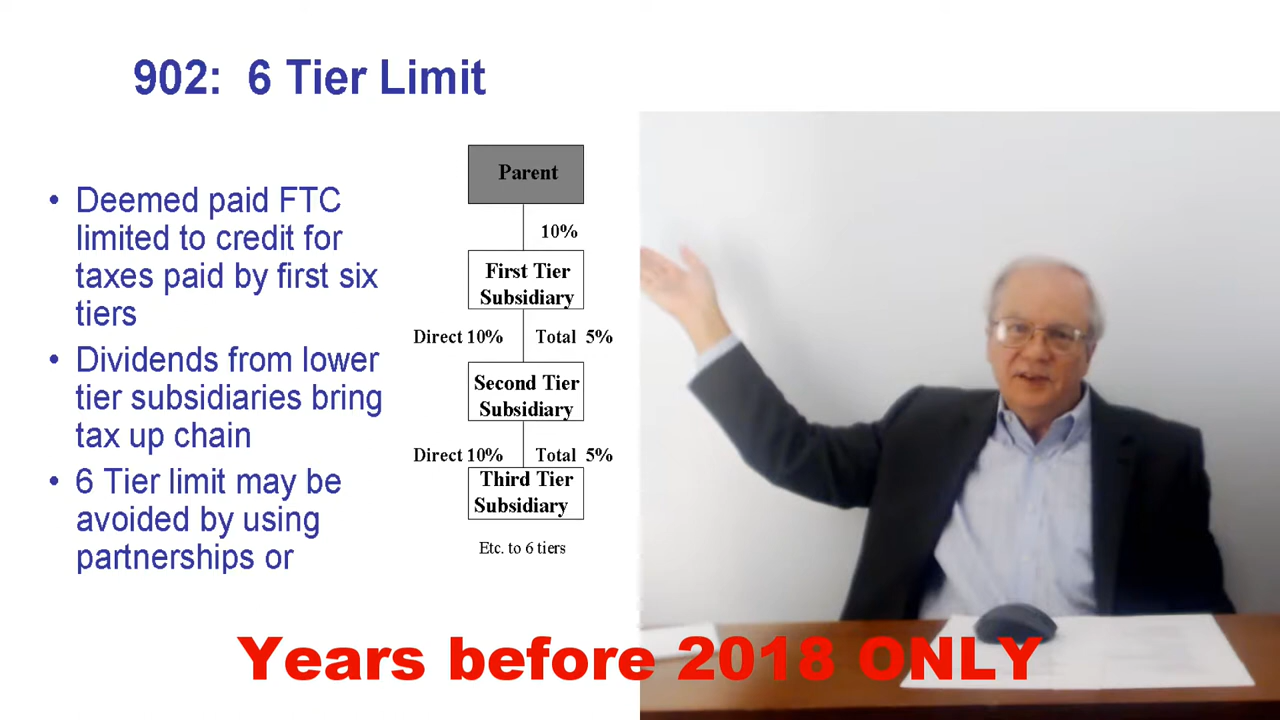 902: 6 Tier Limit
• Deemed paid FTC
limited to credit for
taxes paid by first six
tiers
• Dividends from lower
tier subsidiaries bring
tax up chain
• 6 Tier limit may be
avoided by using
partnerships or
Parent
10%
First Tier
Subsidiary
Direct 10% Total 5%
Second Tier
Subsidiary
Direct 10% Total 5%
Third Tier
Subsidiary
Etc. to 6 tiers
Years before 2018 ONLY